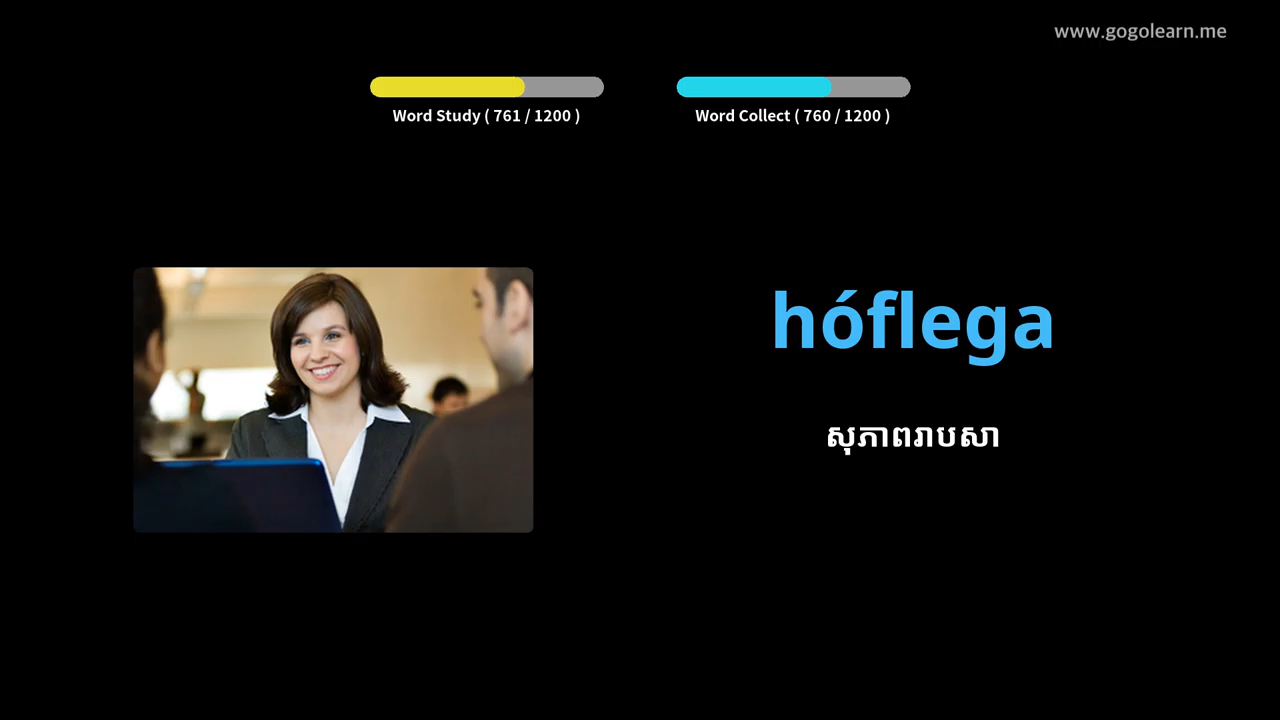 www.gogolearn.me
Word Study ( 761 / 1200 )
Word Collect ( 760 / 1200 )
hóflega
សុភាពរាបសា